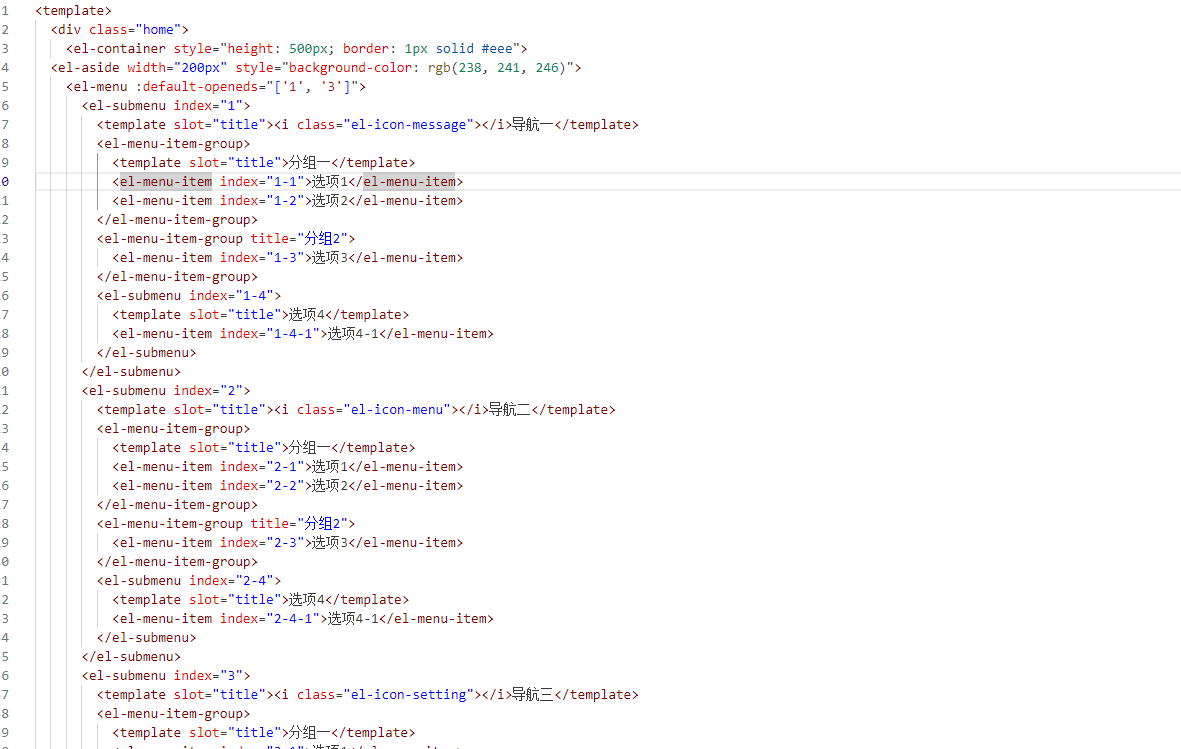 1 <template>
2 <div class="home">
3 <el-container style="height: 500px; border: 1px solid #eee">
4 <el-aside width="200px" style="background-color: rgb(238, 241, 246)">
5 <el-menu :default-openeds="['1', '3']">
6 <el-submenu index="1">
7 <template slot="title"><i class="el-icon-message"></i>导航一</template>
8 <el-menu-item-group>
9 <template slot="title">分组一</template>
0 <el-menu-item index="1-1">选项1</el-menu-item>
1 <el-menu-item index="1-2">选项2</el-menu-item>
2 </el-menu-item-group>
3 <el-menu-item-group title="分组2">
4 <el-menu-item index="1-3">选项3</el-menu-item>
5 </el-menu-item-group>
6 <el-submenu index="1-4">
7 <template slot="title">选项4</template>
8 <el-menu-item index="1-4-1">选项4-1</el-menu-item>
9 </el-submenu>
0 </el-submenu>
1 <el-submenu index="2">
2 <template slot="title"><i class="el-icon-menu"></i>导航二</template>
3 <el-menu-item-group>
4 <template slot="title">分组一</template>
5 <el-menu-item index="2-1">选项1</el-menu-item>
6 <el-menu-item index="2-2">选项2</el-menu-item>
7 </el-menu-item-group>
8 <el-menu-item-group title="分组2">
9 <el-menu-item index="2-3">选项3</el-menu-item>
0 </el-menu-item-group>
1 <el-submenu index="2-4">
2 <template slot="title">选项4</template>
3 <el-menu-item index="2-4-1">选项4-1</el-menu-item>
4 </el-submenu>
5 </el-submenu>
6 <el-submenu index="3">
7 <template slot="title"><i class="el-icon-setting"></i>导航三</template>
8 <el-menu-item-group>
9 <template slot="title">分组一</template>